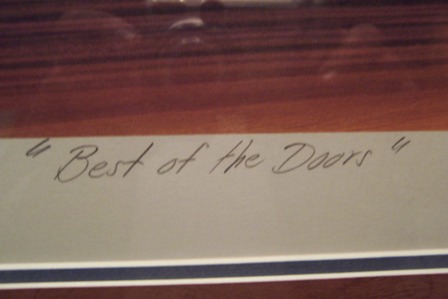 "Best of the Doors"